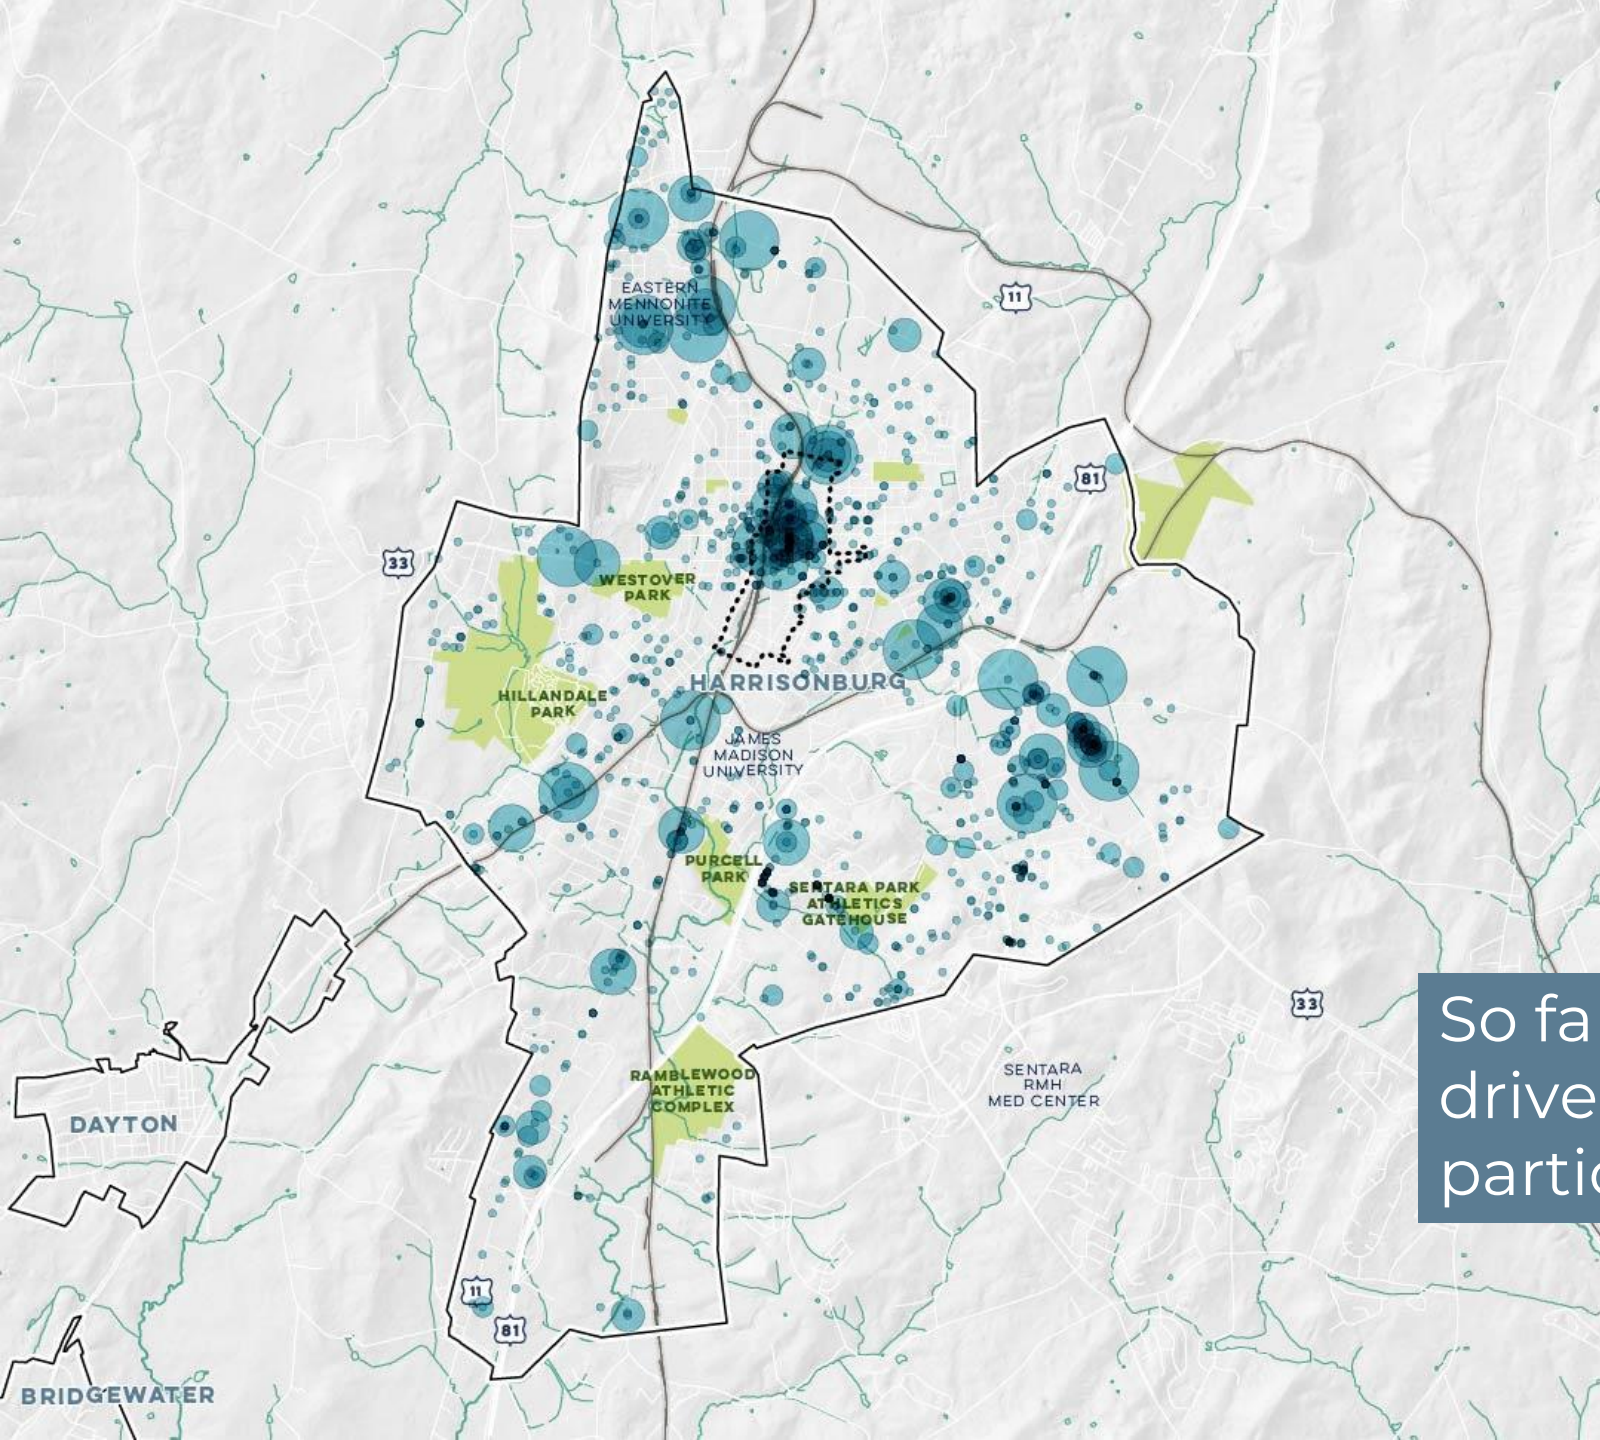 EASTERN
MENNONITE
UNIVERSITY
11
81
33
WESTOVER
PARK
HARRISONBURG
HILLANDALE
PARK
JAMES
MADISON
UNIVERSITY
PURCELL
PARK
SENTARA PARK
ATHLETICS
GATEHOUSE
33
So fa
drive
partic
SENTARA
RMH
MED CENTER
RAMBLEWOOD
ATHLETIC
COMPLEX
DAYTON
11
81
BRIDGEWATER